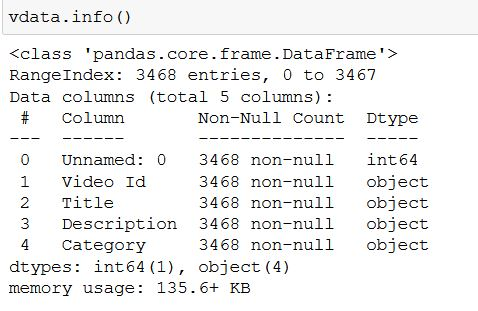 vdata.info()
<class 'pandas.core.frame.DataFrame'>
RangeIndex: 3468 entries, 0 to 3467
Data columns (total 5 columns):
 #   Column       Non-Null Count  Dtype
---  ------       --------------  -----
 0   Unnamed: 0   3468 non-null   int64
 1   Video Id     3468 non-null   object
 2   Title        3468 non-null   object
 3   Description  3468 non-null   object
 4   Category     3468 non-null   object
dtypes: int64(1), object(4)
memory usage: 135.6+ KB